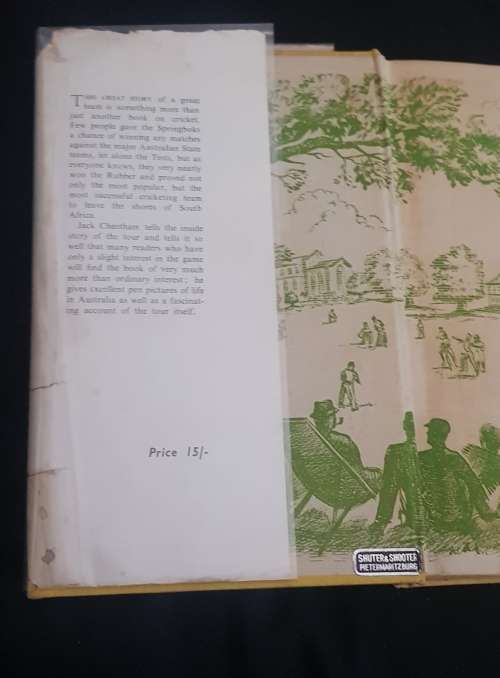 THIS GREAT STORY of a great
team is something more than
just another book on cricket.
Few people gave the Springboks
a chance of winning any matches
against the major Australian State
teams, let alone the Tests, but as
everyone knows, they very nearly
won the Rubber and proved not
only the most popular, but the
most successful cricketing team
to leave the shores of South
Africa.
Jack Cheetham tells the inside
story of the tour and tells it so
well that many readers who have
only a slight interest in the game
will find the book of very much
more than ordinary interest; he
gives excellent pen pictures of life
in Australia as well as a fascinat-
ing account of the tour itself.
Price 15/-
SHUTER & SHOOTER
PIETERMARITZBURG